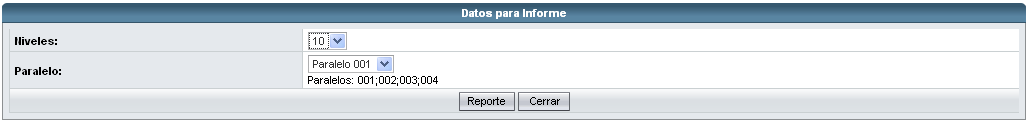 Datos para Informe
Niveles: 10
Paralelo: Paralelo 001
Paralelos: 001;002;003;004
Reporte Cerrar